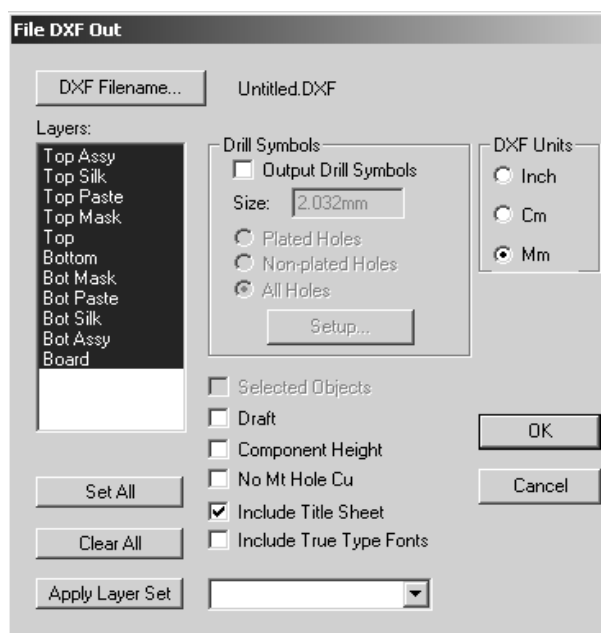 File DXF Out
DXF Filename...
Untitled.DXF
Layers:
Top Assy
Top Silk
Top Paste
Top Mask
Top
Bottom
Bot Mask
Bot Paste
Bot Silk
Bot Assy
Board
Drill Symbols
Output Drill Symbols
Size: 2.032mm
Plated Holes
Non-plated Holes
All Holes
Setup...
DXF Units
Inch
Cm
Mm
Selected Objects
Draft
Component Height
No Mt Hole Cu
Include Title Sheet
Include True Type Fonts
Set All
Clear All
Apply Layer Set
OK
Cancel